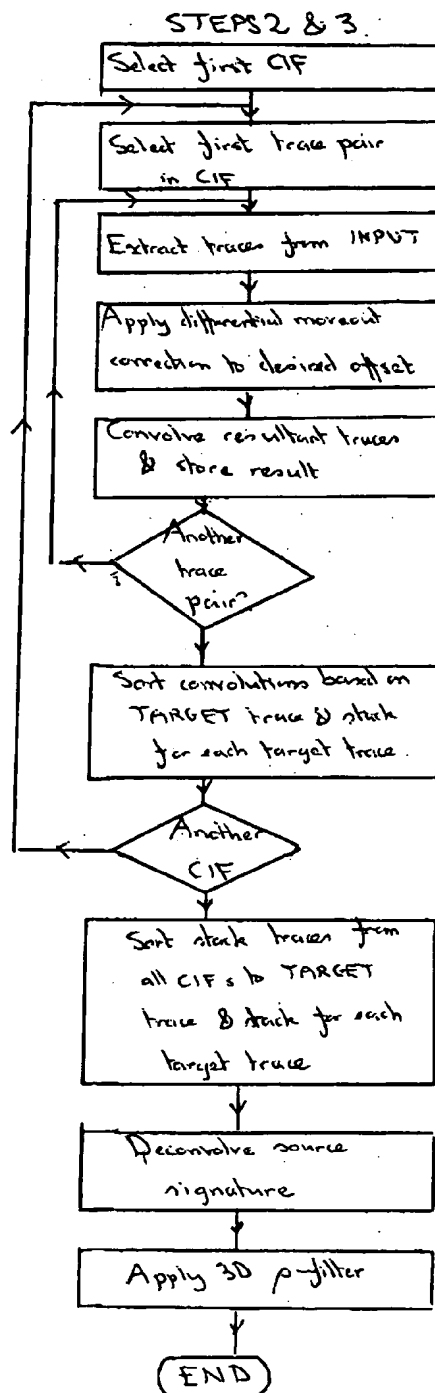 STEPS 2 & 3.
Select first CIF
Select first trace pair
in CIF
Extract traces from INPUT
Apply differential moveout
correction to desired offset
Convolve resultant traces
& store result
Another
trace
pair?
Sort convolutions based on
TARGET trace & stack
for each target trace.
Another
CIF
Sort stack traces from
all CIFs to TARGET
trace & stack for each
target trace
Deconvolve source
signature
Apply 3D ρ-filter
END